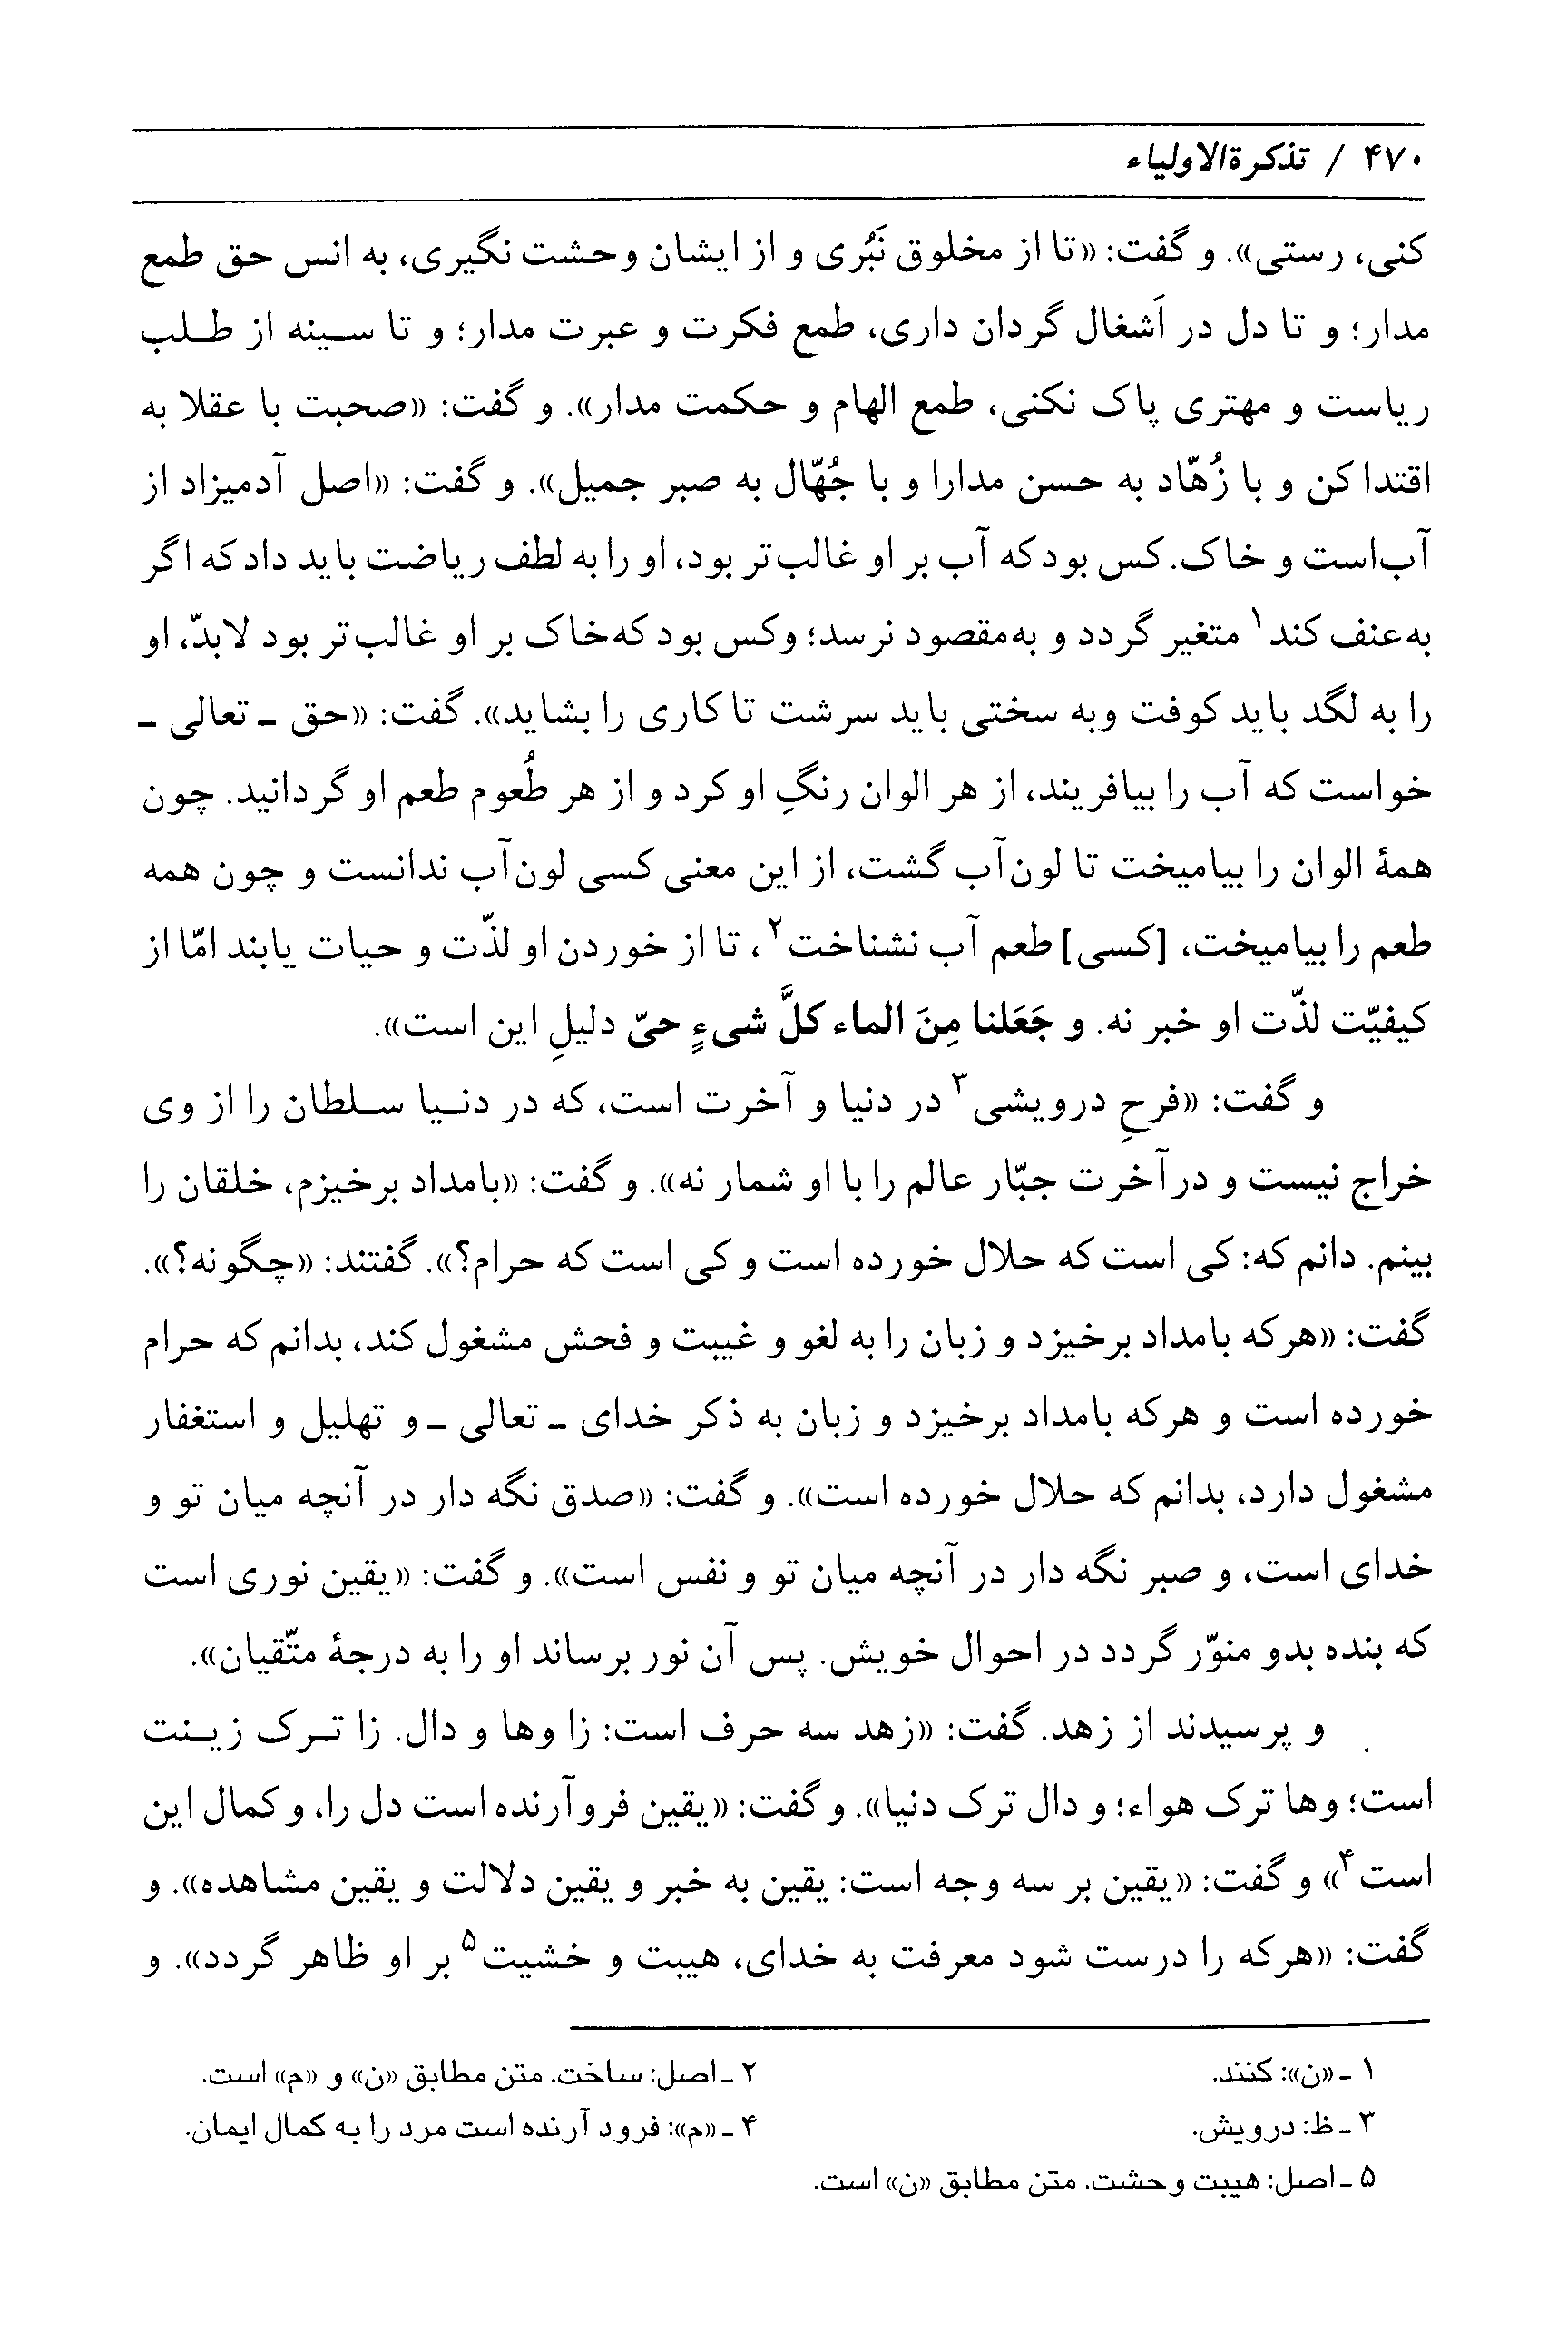 ۴۷۰ / تذکرةالاولیاء
کنی، رستی». و گفت: «تا از مخلوق نَبُری و از ایشان وحشت نگیری، به انس حق طمع
مدار؛ و تا دل در اَشغال گردان داری، طمع فکرت و عبرت مدار؛ و تا سینه از طلب
ریاست و مهتری پاک نکنی، طمع الهام و حکمت مدار». و گفت: «صحبت با عقلا به
اقتدا کن و با زُهّاد به حسن مدارا و با جُهّال به صبر جمیل». و گفت: «اصل آدمیزاد از
آب‌است و خاک. کس بود که آب بر او غالب‌تر بود، او را به لطف ریاضت باید داد که اگر
به‌عنف کند۱ متغیر گردد و به‌مقصود نرسد؛ وکس بود که‌خاک بر او غالب‌تر بود لابدّ، او
را به لگد باید کوفت وبه سختی باید سرشت تا کاری را بشاید». گفت: «حق ـ تعالی ـ
خواست که آب را بیافریند، از هر الوان رنگِ او کرد و از هر طُعوم طعم او گردانید. چون
همهٔ الوان را بیامیخت تا لون‌آب گشت، از این معنی کسی لون‌آب ندانست و چون همه
طعم را بیامیخت، [کسی] طعم آب نشناخت۲، تا از خوردن او لذّت و حیات یابند امّا از
کیفیّت لذّت او خبر نه. و جَعَلنا مِنَ الماء کلَّ شیءٍ حیّ دلیلِ این است».
و گفت: «فرحِ درویشی۳ در دنیا و آخرت است، که در دنیا سلطان را از وی
خراج نیست و درآخرت جبّار عالم را با او شمار نه». و گفت: «بامداد برخیزم، خلقان را
بینم. دانم که: کی است که حلال خورده است و کی است که حرام؟». گفتند: «چگونه؟».
گفت: «هرکه بامداد برخیزد و زبان را به لغو و غیبت و فحش مشغول کند، بدانم که حرام
خورده است و هرکه بامداد برخیزد و زبان به ذکر خدای ـ تعالی ـ و تهلیل و استغفار
مشغول دارد، بدانم که حلال خورده است». و گفت: «صدق نگه دار در آنچه میان تو و
خدای است، و صبر نگه دار در آنچه میان تو و نفس است». و گفت: «یقین نوری است
که بنده بدو منوّر گردد در احوال خویش. پس آن نور برساند او را به درجهٔ متّقیان».
و پرسیدند از زهد. گفت: «زهد سه حرف است: زا وها و دال. زا ترک زینت
است؛ وها ترک هواء؛ و دال ترک دنیا». و گفت: «یقین فروآرنده است دل را، و کمال این
است۴» و گفت: «یقین بر سه وجه است: یقین به خبر و یقین دلالت و یقین مشاهده». و
گفت: «هرکه را درست شود معرفت به خدای، هیبت و خشیت۵ بر او ظاهر گردد». و
۱ ـ «ن»: کنند.
۲ ـ اصل: ساخت. متن مطابق «ن» و «م» است.
۳ ـ ظ: درویش.
۴ ـ «م»: فرود آرنده است مرد را به کمال ایمان.
۵ ـ اصل: هیبت وحشت. متن مطابق «ن» است.